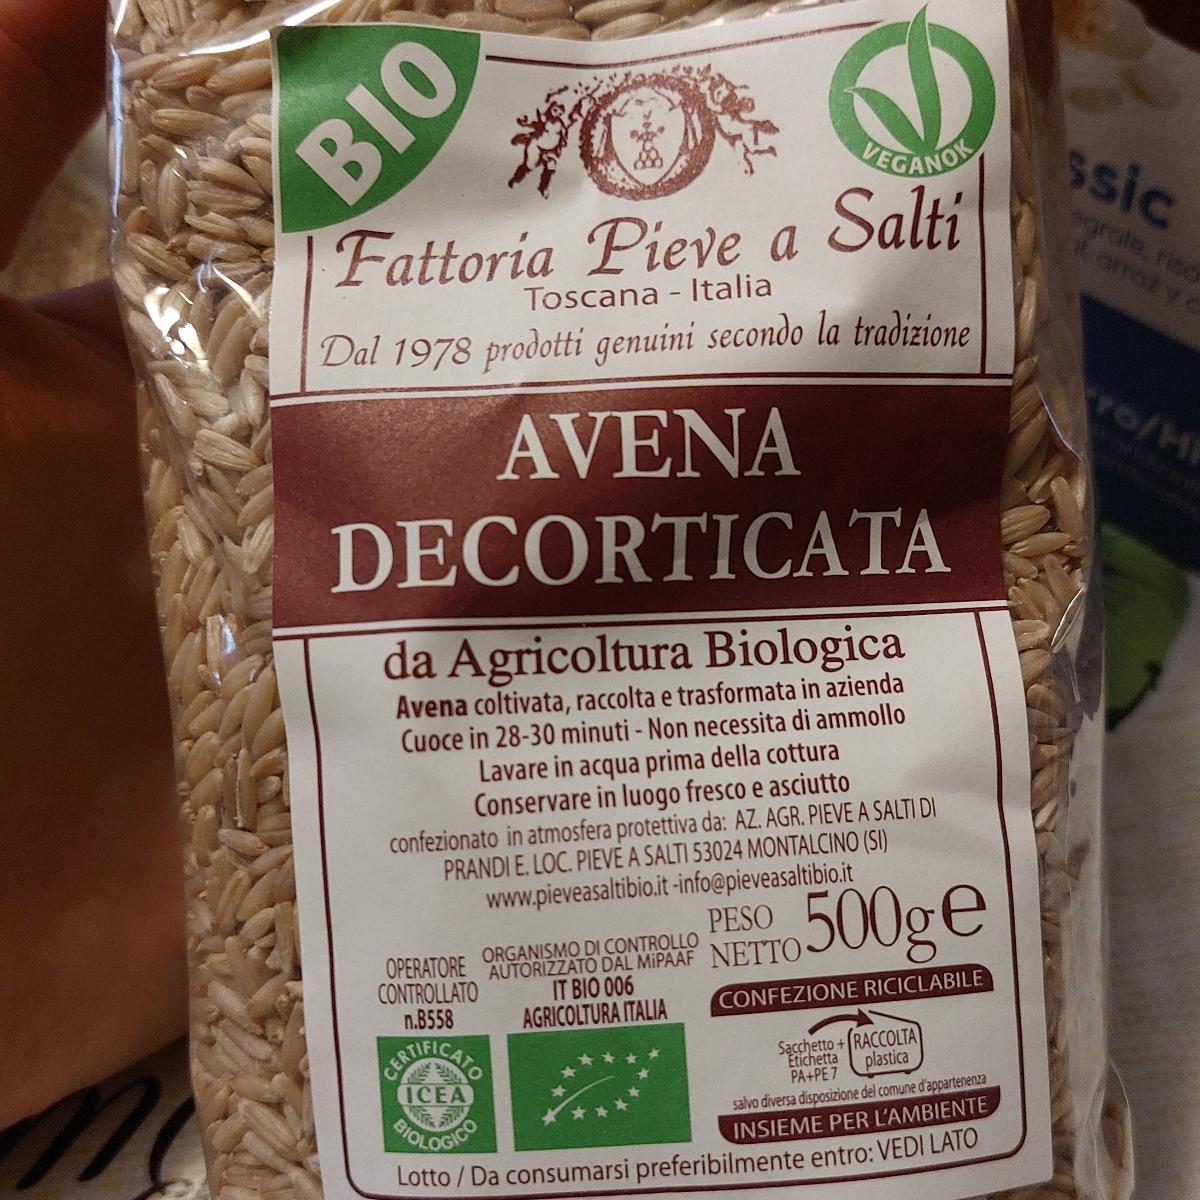 BIO
VEGANOK
Fattoria Pieve a Salti
Toscana - Italia
Dal 1978 prodotti genuini secondo la tradizione
AVENA
DECORTICATA
da Agricoltura Biologica
Avena coltivata, raccolta e trasformata in azienda
Cuoce in 28-30 minuti - Non necessita di ammollo
Lavare in acqua prima della cottura
Conservare in luogo fresco e asciutto
confezionato in atmosfera protettiva da: AZ. AGR. PIEVE A SALTI DI
PRANDI E. LOC. PIEVE A SALTI 53024 MONTALCINO (SI)
www.pieveasaltibio.it -info@pieveasaltibio.it
PESO
NETTO 500g e
OPERATORE
CONTROLLATO
n.B558
ORGANISMO DI CONTROLLO
AUTORIZZATO DAL MiPAAF
IT BIO 006
AGRICOLTURA ITALIA
CERTIFICATO
ICEA
BIOLOGICO
CONFEZIONE RICICLABILE
Sacchetto +
Etichetta
PA+PE 7
RACCOLTA
plastica
salvo diversa disposizione del comune d'appartenenza
INSIEME PER L'AMBIENTE
Lotto / Da consumarsi preferibilmente entro: VEDI LATO
ssic
arroz y